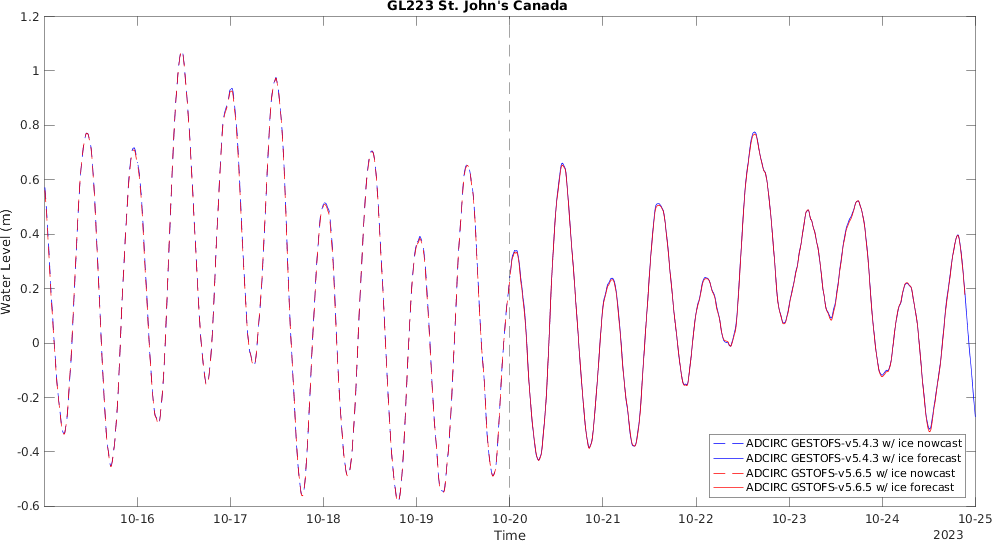 GL223 St. John's Canada
1.2
1
0.8
0.6
0.4
0.2
0
-0.2
-0.4
-0.6
Water Level (m)
ADCIRC GESTOFS-v5.4.3 w/ ice nowcast
ADCIRC GESTOFS-v5.4.3 w/ ice forecast
ADCIRC GSTOFS-v5.6.5 w/ ice nowcast
ADCIRC GSTOFS-v5.6.5 w/ ice forecast
10-16 10-17 10-18 10-19 10-20 10-21 10-22 10-23 10-24 10-25
Time
2023